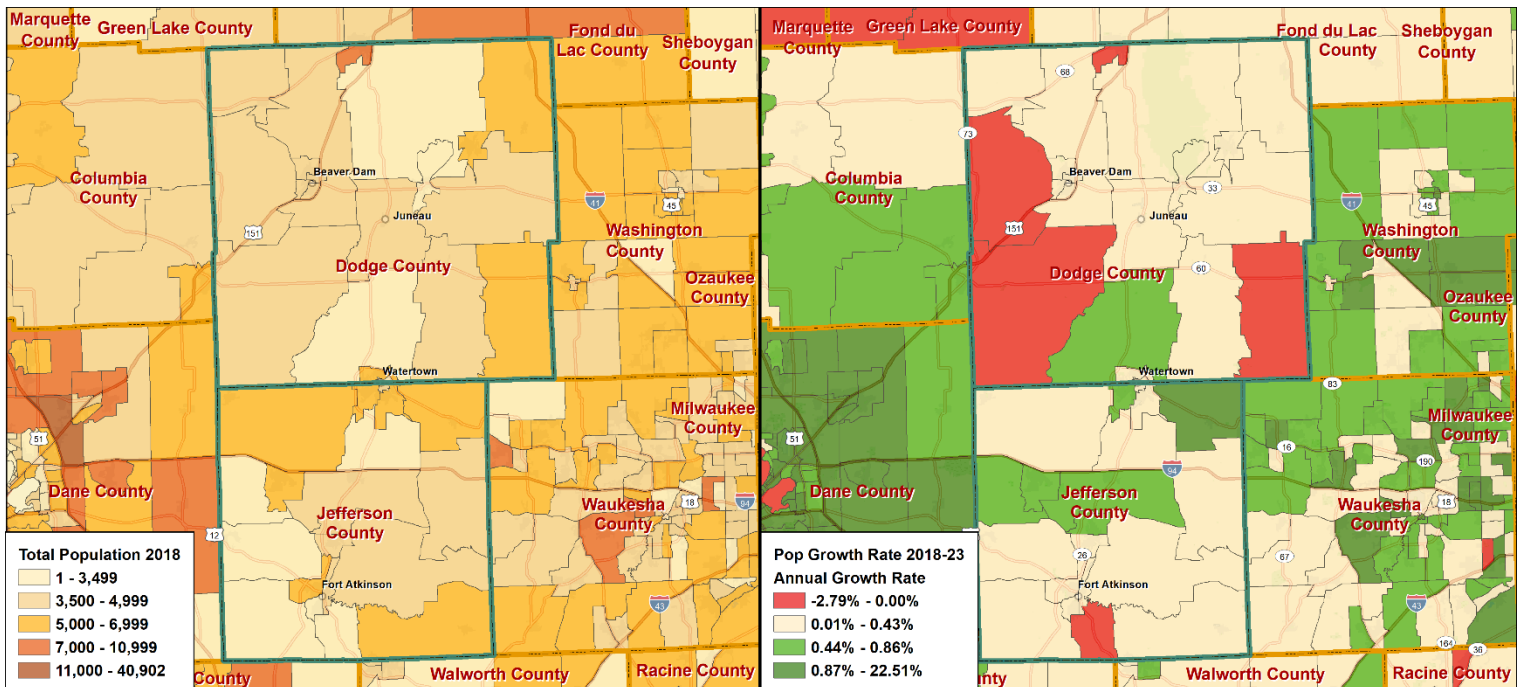 Marquette
County
Green Lake County
Fond du
Lac County
Sheboygan
County
Columbia
County
Beaver Dam
Juneau
41
45
151
Washington
County
Dodge County
Ozaukee
County
Watertown
Milwaukee
County
51
Dane County
Jefferson
County
Waukesha
County
18
94
12
Fort Atkinson
43
County
Walworth County
Racine County
Total Population 2018
1 - 3,499
3,500 - 4,999
5,000 - 6,999
7,000 - 10,999
11,000 - 40,902
Marquette
County
Green Lake County
Fond du Lac
County
Sheboygan
County
68
73
Columbia
County
Beaver Dam
33
Juneau
41
45
151
Washington
County
Dodge County
60
Ozaukee
County
Watertown
83
Milwaukee
County
51
16
190
94
Dane County
Jefferson
County
Waukesha
County
18
26
67
Fort Atkinson
43
164
36
Walworth County
Racine County
Pop Growth Rate 2018-23
Annual Growth Rate
-2.79% - 0.00%
0.01% - 0.43%
0.44% - 0.86%
0.87% - 22.51%